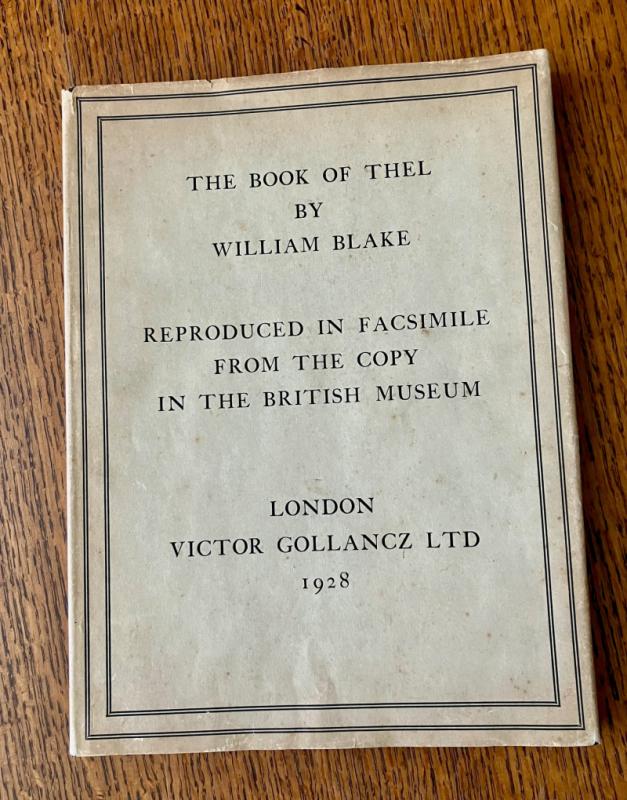 THE BOOK OF THEL
BY
WILLIAM BLAKE
REPRODUCED IN FACSIMILE
FROM THE COPY
IN THE BRITISH MUSEUM
LONDON
VICTOR GOLLANCZ LTD
1928